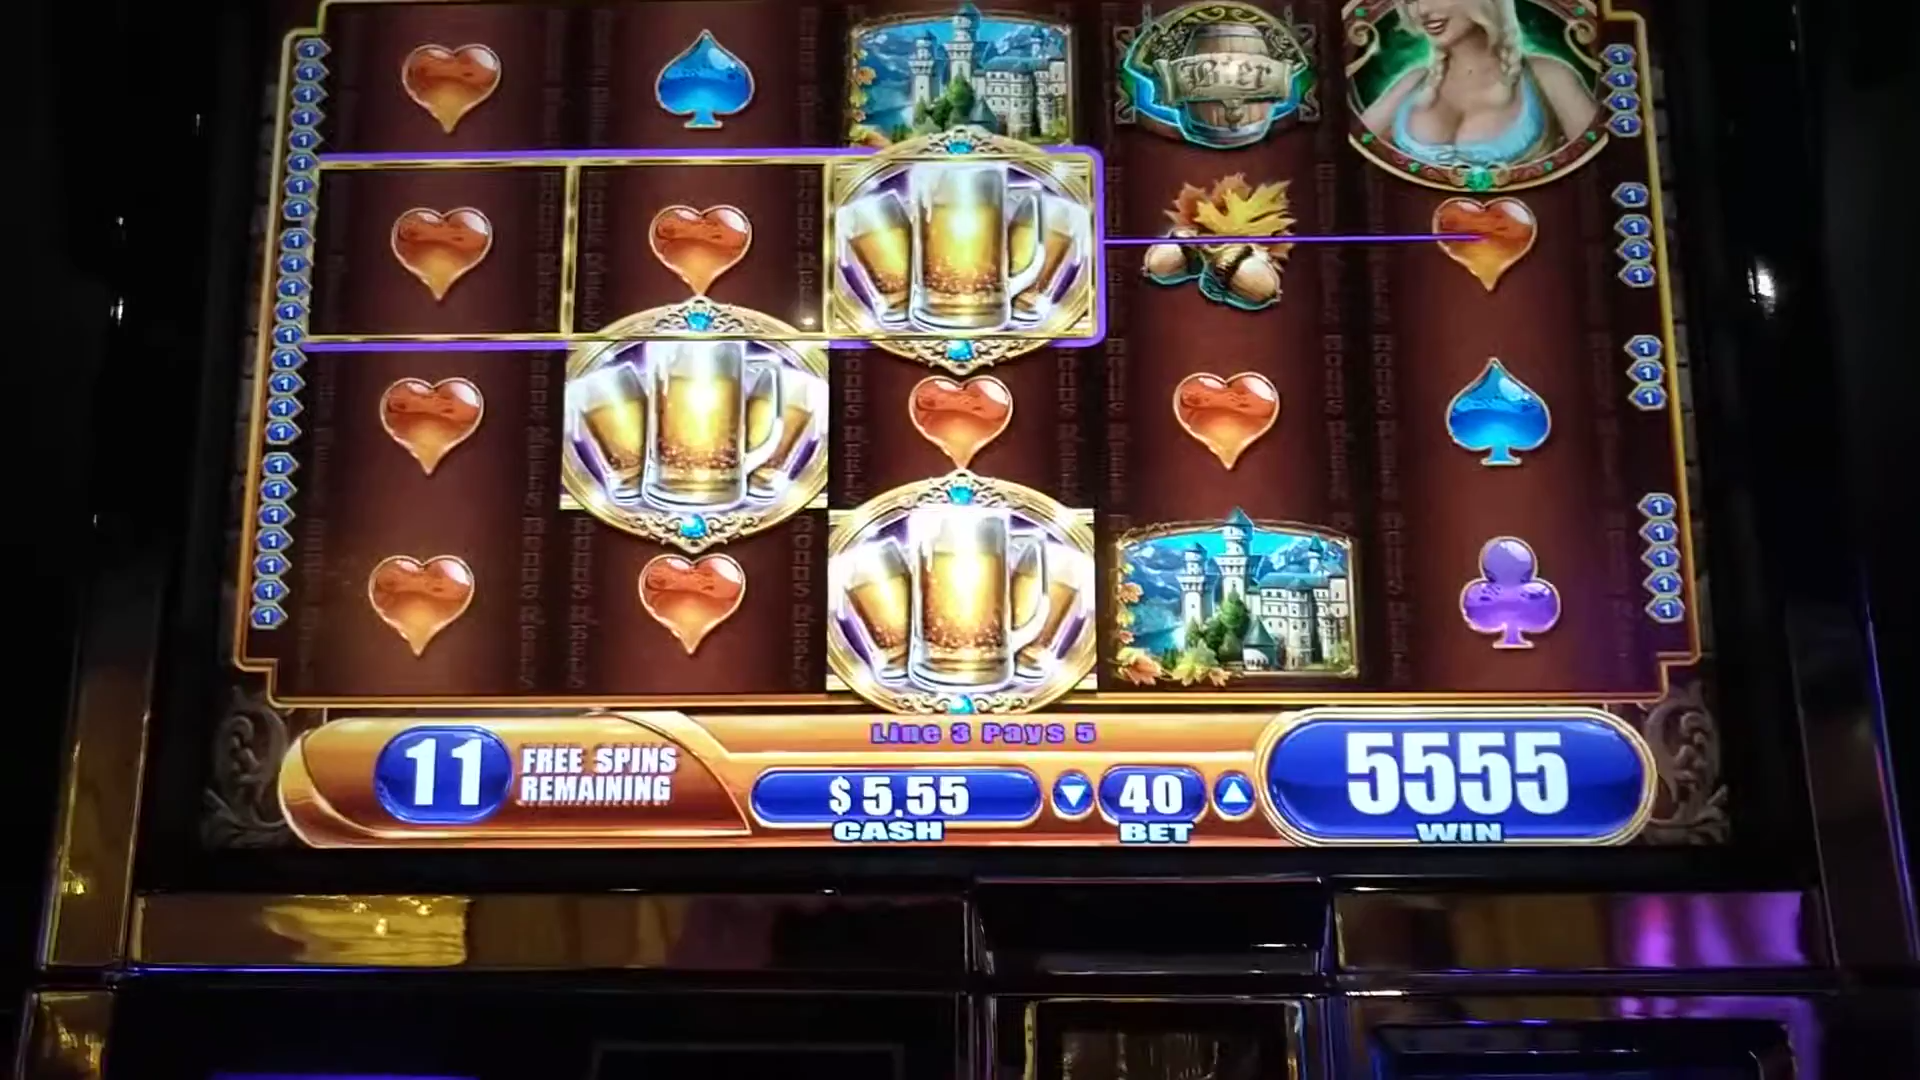 Bier
Line 3 Pays 5
11
FREE SPINS
REMAINING
$5.55
CASH
40
BET
5555
WIN